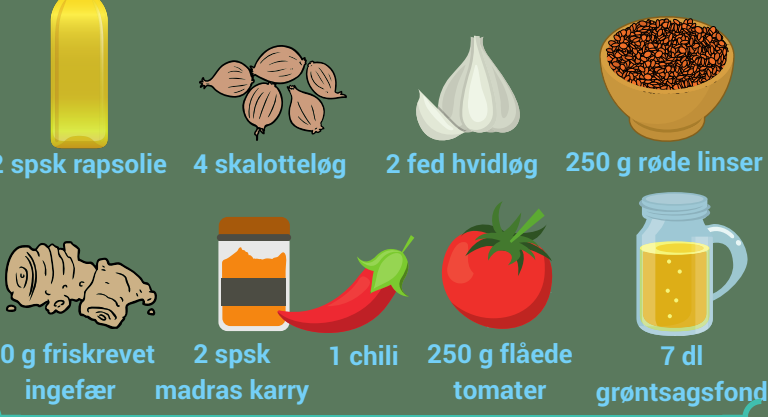 2 spsk rapsolie
4 skalotteløg
2 fed hvidløg
250 g røde linser
0 g friskrevet
ingefær
2 spsk
madras karry
1 chili
250 g flåede
tomater
7 dl
grøntsagsfond